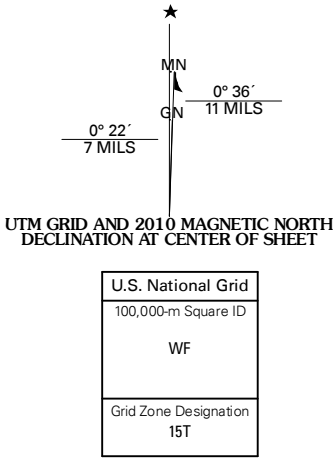 ★
MN
0° 36´
11 MILS
GN
0° 22´
7 MILS
UTM GRID AND 2010 MAGNETIC NORTH
DECLINATION AT CENTER OF SHEET
U.S. National Grid
100,000-m Square ID
WF
Grid Zone Designation
15T